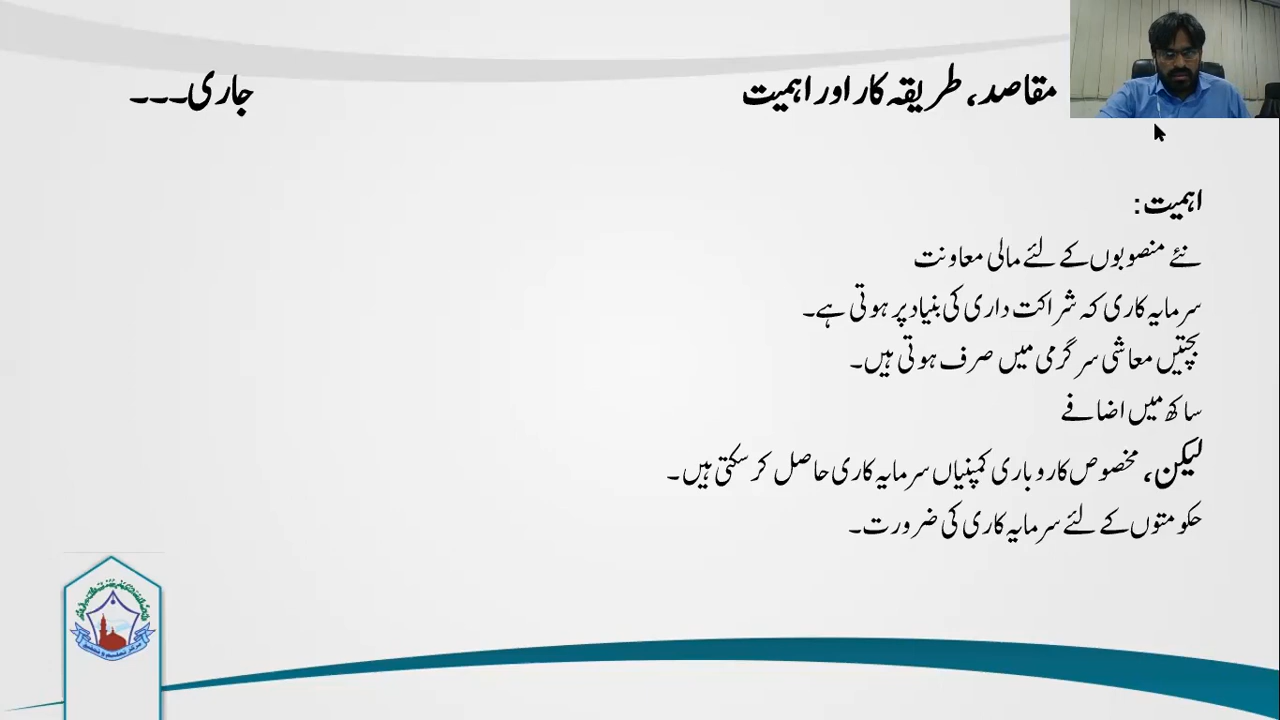 مقاصد، طریقہ کار اور اہمیت جاری۔۔۔
اہمیت:
نئے منصوبوں کے لئے مالی معاونت
سرمایہ کاری کہ شراکت داری کی بنیاد پر ہوتی ہے۔
بچتیں معاشی سرگرمی میں صرف ہوتی ہیں۔
ساکھ میں اضافے
لیکن، مخصوص کاروباری کمپنیاں سرمایہ کاری حاصل کر سکتی ہیں۔
حکومتوں کے لئے سرمایہ کاری کی ضرورت۔